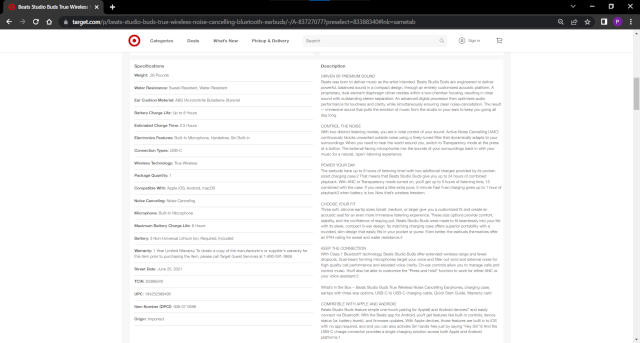 Beats Studio Buds True Wireless
target.com/p/beats-studio-buds-true-wireless-noise-cancelling-bluetooth-earbuds/-/A-83727077?preselect=83388340#lnk=sametab
P
Categories
Deals
What's New
Pickup & Delivery
Search
Sign in
Specifications
Weight: .20 Pounds
Water Resistance: Sweat-Resistant, Water Resistant
Ear Cushion Material: ABS (Acrylonitrile Butadiene Styrene)
Battery Charge Life: Up to 8 Hours
Estimated Charge Time: 
Electronics Features: Built-In Microphone, Handsfree, Siri Built-in
Connection Types: USB-C
Wireless Technology: True Wireless
Package Quantity: 1
Compatible With: Apple iOS, Android, macOS
Noise Canceling: Noise Canceling
Microphone: Built-In Microphone
Maximum Battery Charge Life: 8 Hours
Battery: 3 Non-Universal Lithium Ion, Required, Included
Warranty: 1 Year Limited Warranty. To obtain a copy of the manufacturer's or supplier's warranty for
this item prior to purchasing the item, please call Target Guest Services at 1-800-591-3869
Street Date: June 25, 2021
TCIN:
UPC:
Item Number (DPCI):
Origin: Imported
Description
DRIVEN BY PREMIUM SOUND
Beats was born to deliver music as the artist intended. Beats Studio Buds are engineered to deliver
powerful, balanced sound in a compact design, through an entirely customized acoustic platform. A
proprietary, dual-element diaphragm driver resides within a two-chamber housing, resulting in clear
sound with outstanding stereo separation. An advanced digital processor then optimizes audio
performance for loudness and clarity while simultaneously ensuring clean noise cancellation. The result
– immersive sound that pulls the emotion of music from the studio to your ears to keep you going all
day long.
CONTROL THE NOISE
With two distinct listening modes, you are in total control of your sound. Active Noise Cancelling (ANC)
continuously blocks unwanted outside noise using a finely-tuned filter that dynamically adapts to your
surroundings. When you need to hear the world around you, switch to Transparency mode at the press
of a button. The external-facing microphones mix the sounds of your surroundings back in with your
music for a natural, open listening experience.
POWER YOUR DAY
The earbuds have up to 8 hours of listening time1 with two additional charges provided by its pocket-
sized charging case2 That means that Beats Studio Buds give you up to 24 hours of combined
playback. With ANC or Transparency mode turned on, you'll get up to 5 hours of listening time, 15
combined with the case. If you need a little extra juice, 5-minute Fast Fuel charging gives up to 1 hour of
playback3 when battery is low. Now that's wireless freedom.
CHOOSE YOUR FIT
Three soft, silicone eartip sizes (small, medium, or large) give you a customized fit and create an
acoustic seal for an even more immersive listening experience. These size options provide comfort,
stability, and the confidence of staying put. Beats Studio Buds were made to fit seamlessly into your life
with its sleek, compact 3-inch design. Its matching charging case offers superior portability with a
rounded, slim design that easily fits in your pocket or purse. Even better, the earbuds themselves offer
an IPX4 rating for sweat and water resistance.4
KEEP THE CONNECTION
With Class 1 Bluetooth® technology, Beats Studio Buds offer extended wireless range and fewer
dropouts. Dual-beam forming microphones target your voice and filter out wind and external noise for
high quality call performance and elevated voice clarity. On-ear controls allow you to manage calls and
control music. You'll also be able to customize the "Press and Hold" function to work for either ANC or
your voice assistant.5
What's in the Box – Beats Studio Buds True Wireless Noise Cancelling Earphones, charging case,
eartips with three size options, USB-C to USB-C charging cable, Quick Start Guide, Warranty card
COMPATIBLE WITH APPLE AND ANDROID
Beats Studio Buds feature simple one-touch pairing for Apple6 and Android devices7 and easily
connect via Bluetooth. With the Beats app for Android, you'll get features like built-in controls, device
status (or battery levels), and firmware updates. With Apple devices, those features are built in to iOS
with no app required, and you can also activate Siri hands free just by saying "Hey Siri."8 And the
USB-C charge connector provides a single charging solution across both Apple and Android
platforms.1